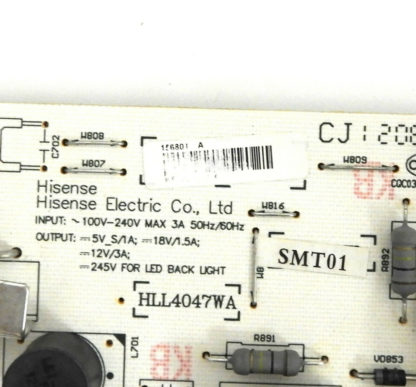 CJ1208
W808
C702
156801 A
W807
W809
KB
CQC03
Hisense
Hisense Electric Co., Ltd
W816
INPUT: ~100V-240V MAX 3A 50Hz/60Hz
OUTPUT: ⎓5V_S/1A; ⎓18V/1.5A;
⎓12V/3A;
⎓245V FOR LED BACK LIGHT
W8
SMT01
R892
HLL4047WA
L701
KB
R891
VD853